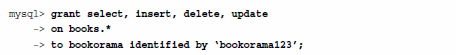 mysql> grant select, insert, delete, update
-> on books.*
-> to bookorama identified by ‘bookorama123’;